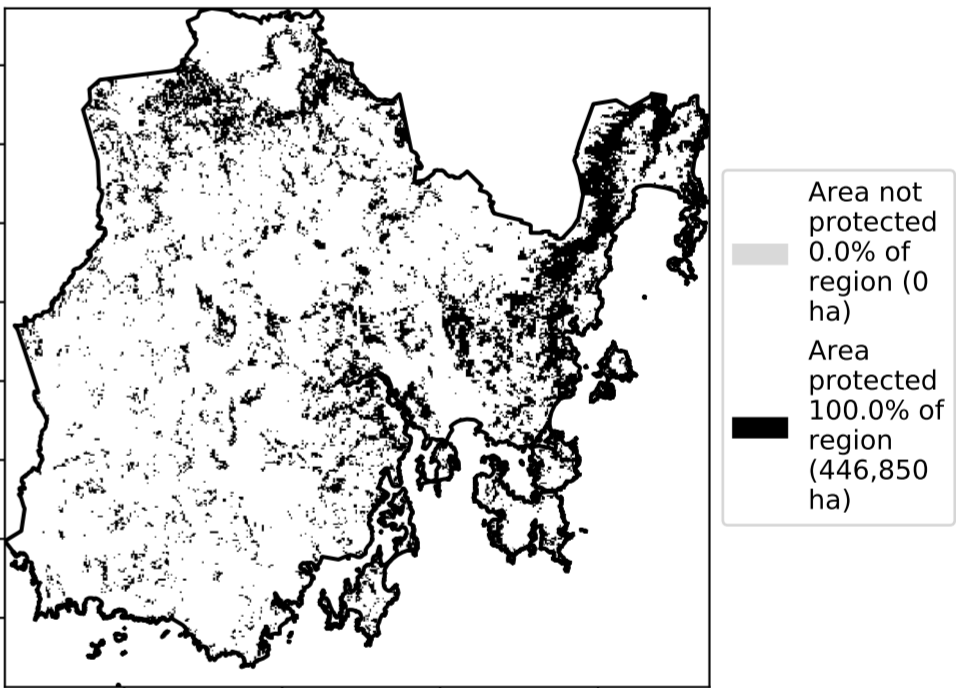 Area not
protected
0.0% of
region (0
ha)
Area
protected
100.0% of
region
(446,850
ha)